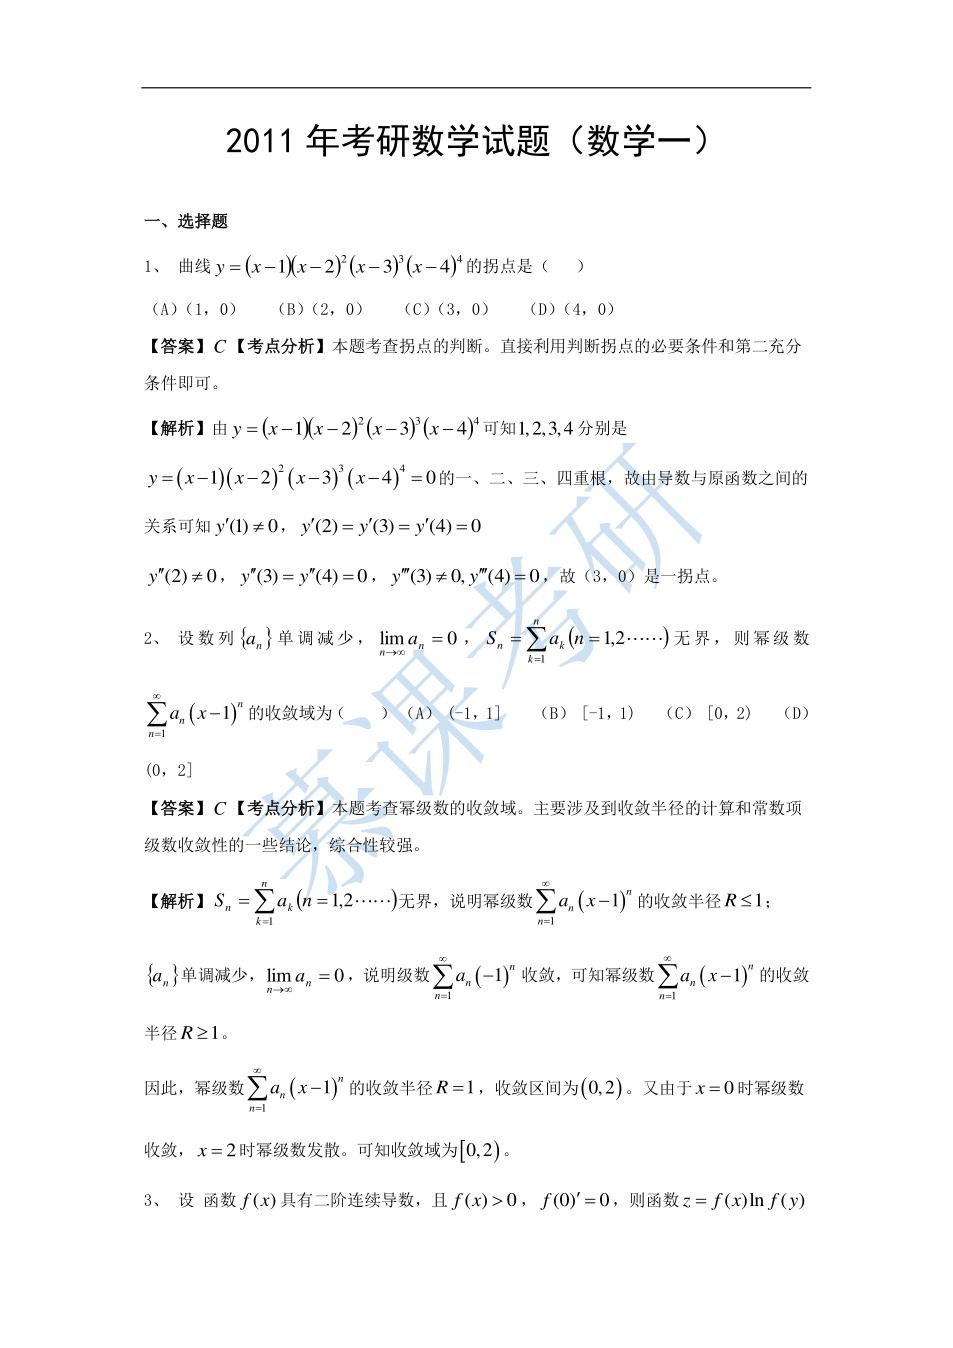 2011 年考研数学试题（数学一）
一、选择题
1、 曲线 y = (x−1)(x−2)²(x−3)³(x−4)⁴ 的拐点是（　）
（A）（1，0）　（B）（2，0）　（C）（3，0）　（D）（4，0）
【答案】C【考点分析】本题考查拐点的判断。直接利用判断拐点的必要条件和第二充分
条件即可。
【解析】由 y = (x−1)(x−2)²(x−3)³(x−4)⁴ 可知1, 2, 3, 4 分别是
y = (x−1)(x−2)²(x−3)³(x−4)⁴ = 0 的一、二、三、四重根，故由导数与原函数之间的
关系可知 y′(1) ≠ 0，y′(2) = y′(3) = y′(4) = 0
y″(2) ≠ 0，y″(3) = y″(4) = 0，y‴(3) ≠ 0, y‴(4) = 0，故（3，0）是一拐点。
2、 设数列 {aₙ} 单调减少，lim_{n→∞} aₙ = 0，Sₙ = ∑_{k=1}^{n} aₖ (n = 1,2……) 无界，则幂级数
∑_{n=1}^{∞} aₙ (x−1)ⁿ 的收敛域为（　）（A） (-1，1]　（B） [-1，1)　（C） [0，2)　（D）
(0，2]
【答案】C【考点分析】本题考查幂级数的收敛域。主要涉及到收敛半径的计算和常数项
级数收敛性的一些结论，综合性较强。
【解析】Sₙ = ∑_{k=1}^{n} aₖ (n = 1,2……)无界，说明幂级数 ∑_{n=1}^{∞} aₙ (x−1)ⁿ 的收敛半径 R ≤ 1；
{aₙ}单调减少，lim_{n→∞} aₙ = 0，说明级数 ∑_{n=1}^{∞} aₙ (−1)ⁿ 收敛，可知幂级数 ∑_{n=1}^{∞} aₙ (x−1)ⁿ 的收敛
半径 R ≥ 1。
因此，幂级数 ∑_{n=1}^{∞} aₙ (x−1)ⁿ 的收敛半径 R = 1，收敛区间为(0, 2)。又由于 x = 0 时幂级数
收敛，x = 2 时幂级数发散。可知收敛域为[0, 2)。
3、 设 函数 f(x) 具有二阶连续导数，且 f(x) > 0，f(0)′ = 0，则函数 z = f(x)ln f(y)
慕课考研